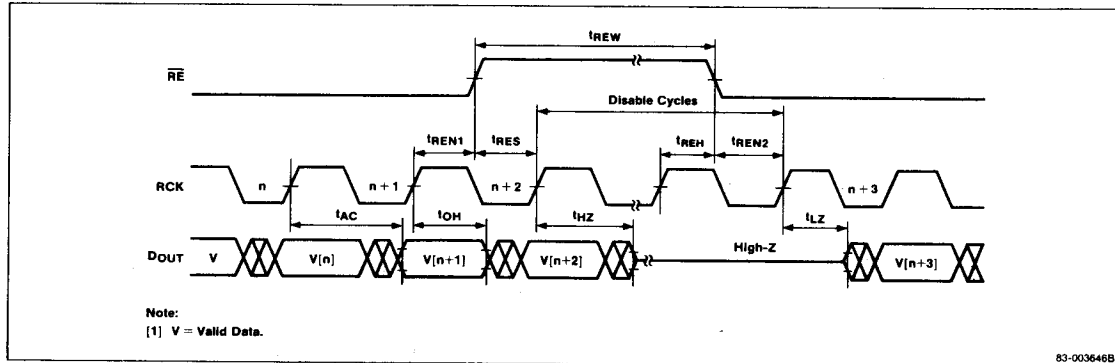 tREW
RE
Disable Cycles
tREN1 tRES tREH tREN2
RCK n n + 1 n + 2 n + 3
tAC tOH tHZ tLZ
DOUT V V[n] V[n+1] V[n+2] High-Z V[n+3]
Note:
[1] V = Valid Data.
83-003646B